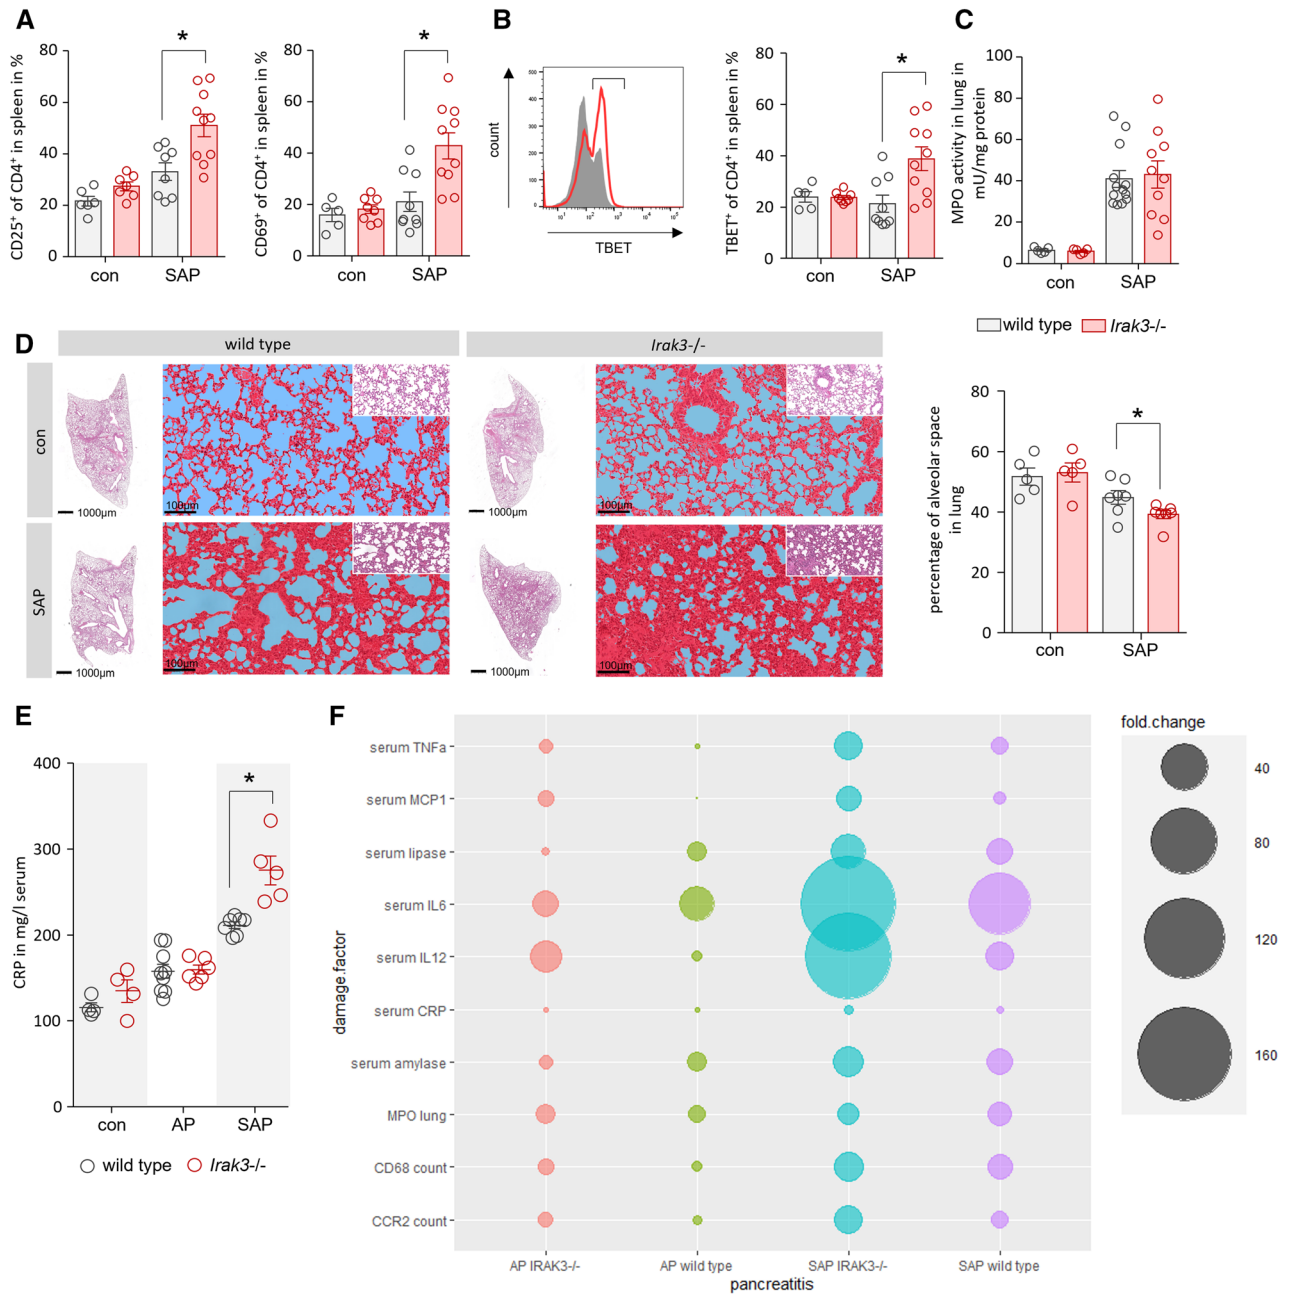 A
CD25+ of CD4+ in spleen in %
80
60
40
20
0
*
con
SAP
CD69+ of CD4+ in spleen in %
80
60
40
20
0
*
con
SAP
B
count
500
400
300
200
100
0
TBET
TBET+ of CD4+ in spleen in %
80
60
40
20
0
*
con
SAP
C
MPO activity in lung in
mU/mg protein
100
80
60
40
20
0
con
SAP
wild type
Irak3-/-
D
wild type
Irak3-/-
con
1000µm
100µm
1000µm
100µm
SAP
1000µm
100µm
1000µm
100µm
percentage of alveolar space
in lung
80
60
40
20
0
*
con
SAP
E
CRP in mg/l serum
400
300
200
100
0
*
con
AP
SAP
wild type
Irak3-/-
F
damage.factor
serum TNFa
serum MCP1
serum lipase
serum IL6
serum IL12
serum CRP
serum amylase
MPO lung
CD68 count
CCR2 count
AP IRAK3-/-
AP wild type
SAP IRAK3-/-
SAP wild type
pancreatitis
fold.change
40
80
120
160